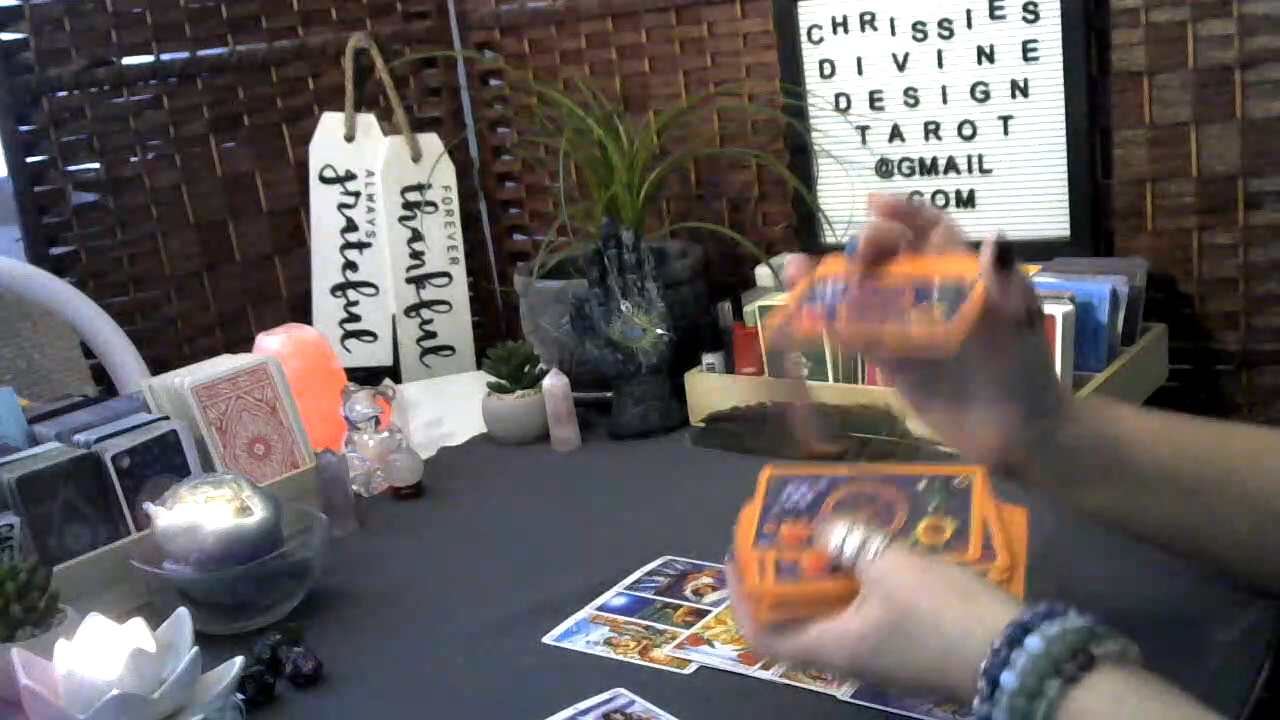 CHRISSIES
DIVINE
DESIGN
TAROT
@GMAIL
.COM
ALWAYS
grateful
FOREVER
thankful